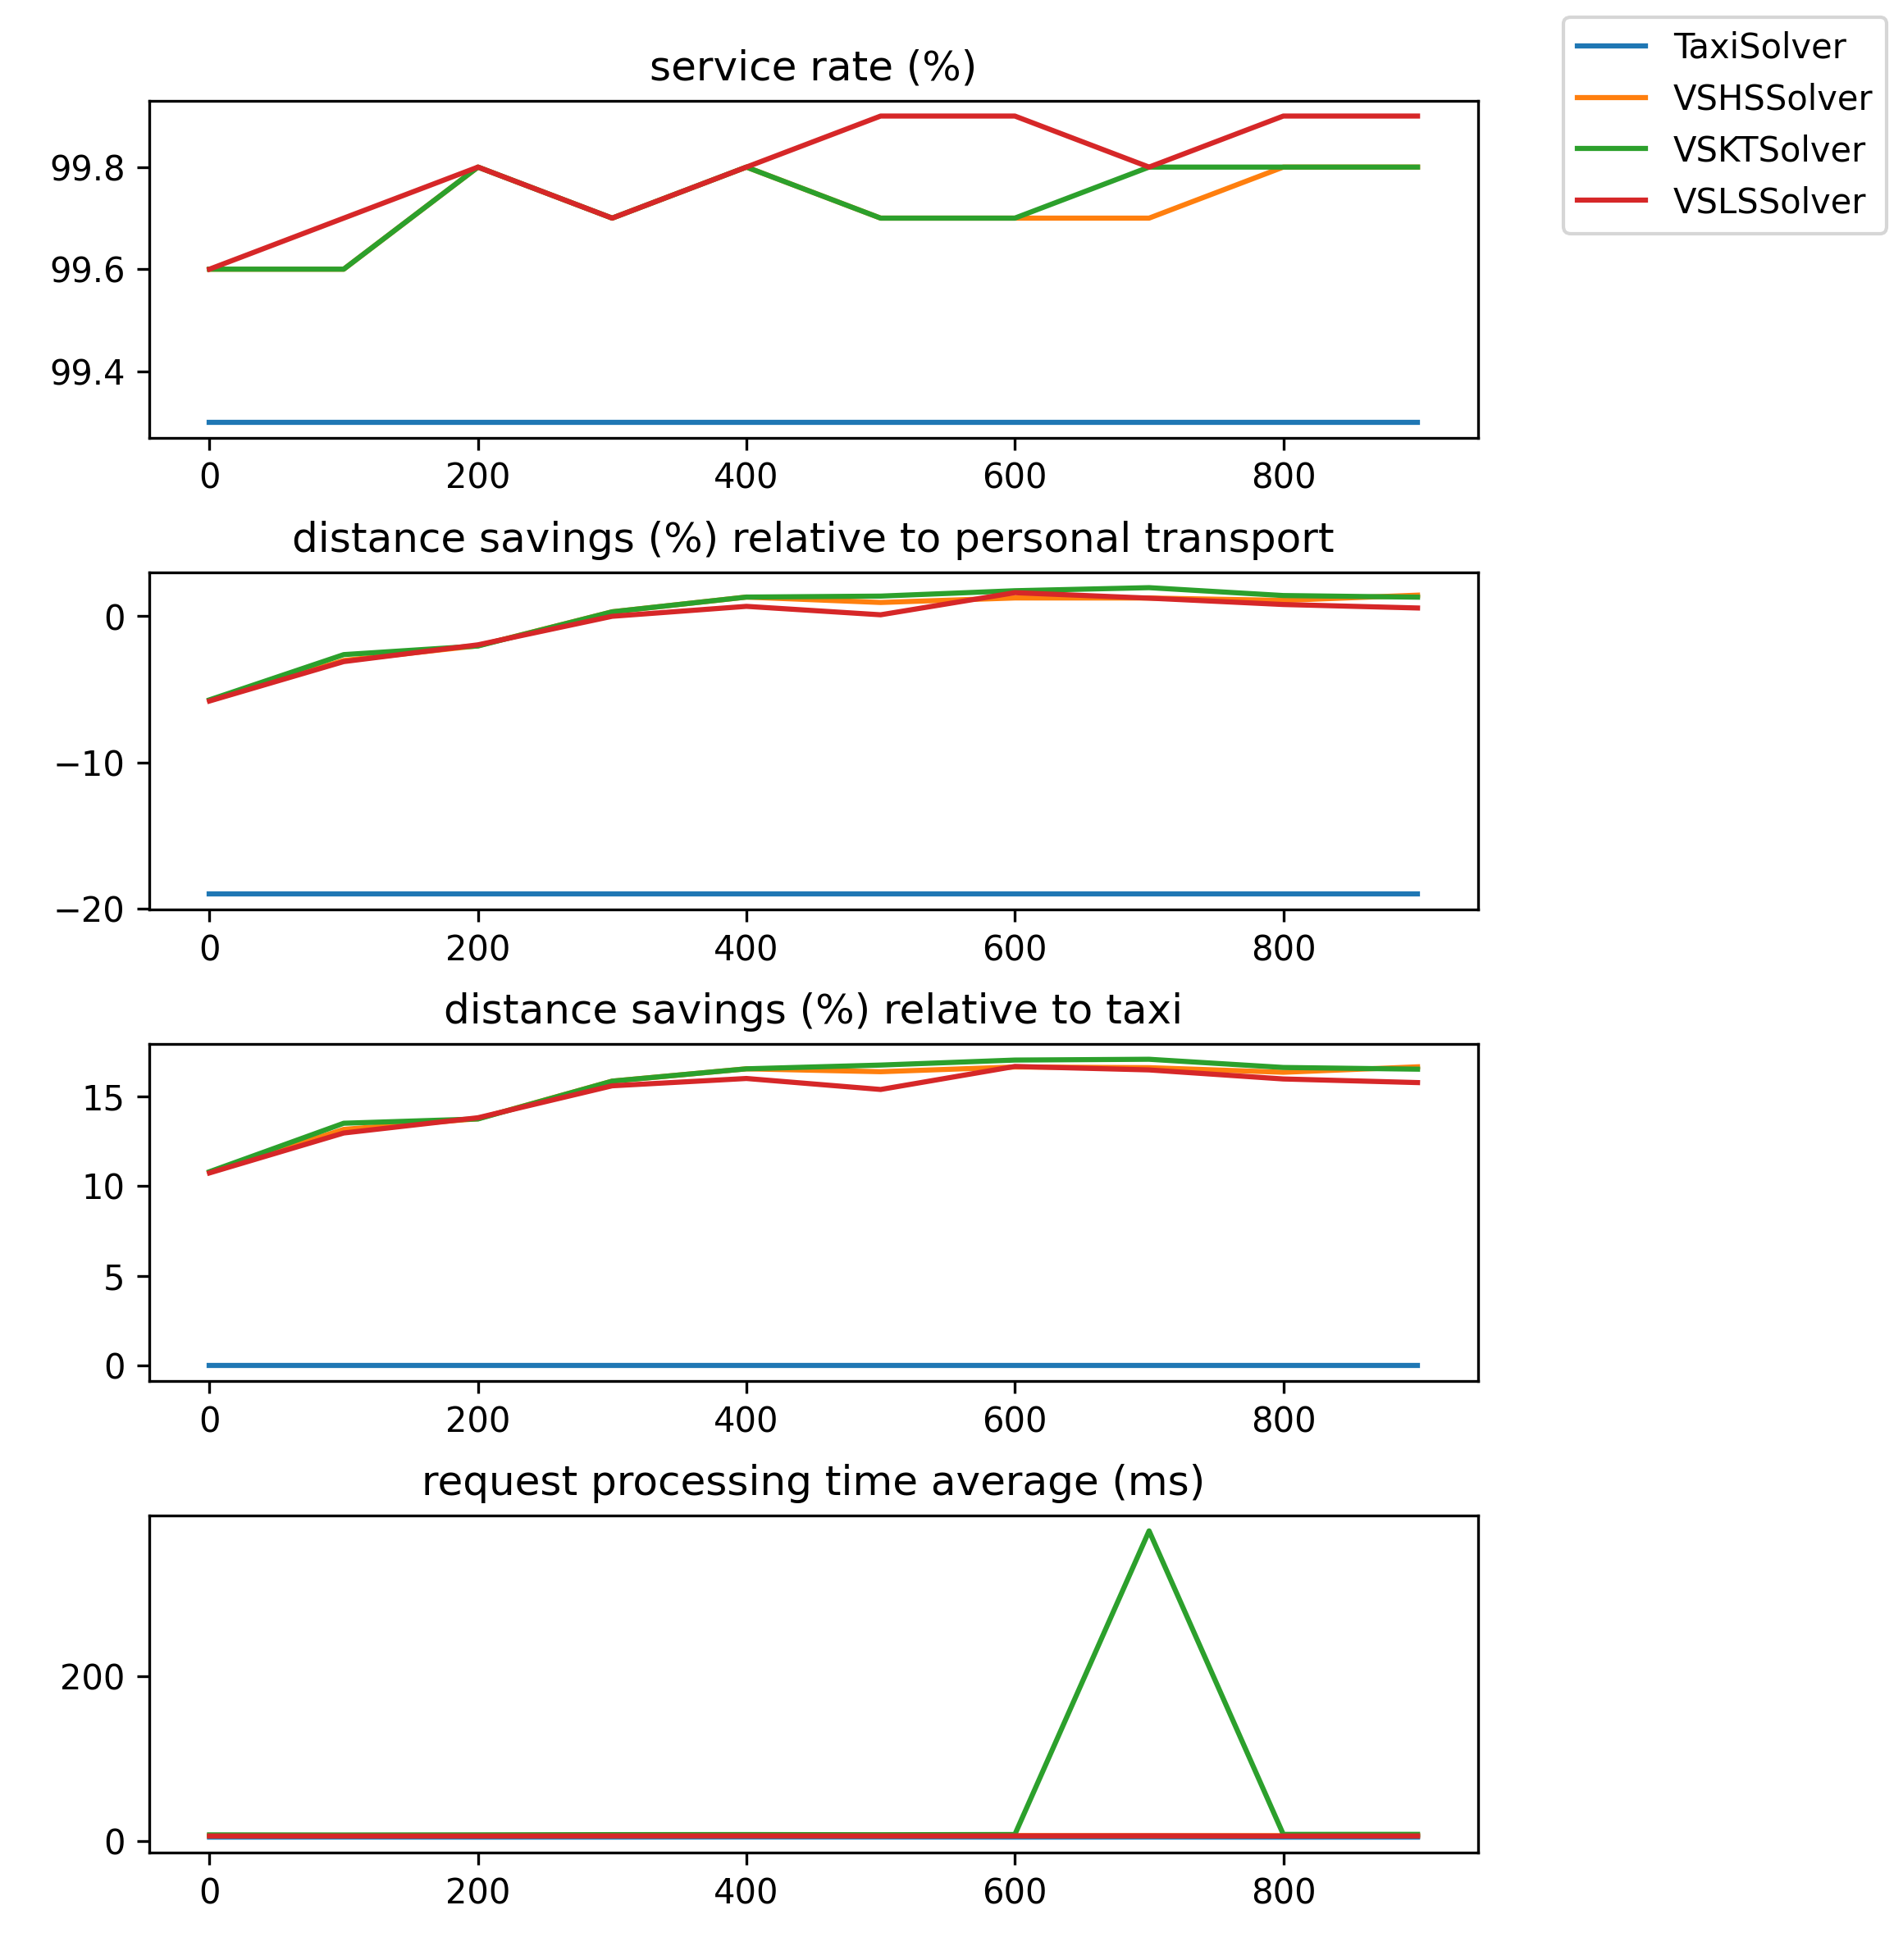 TaxiSolver
VSHSSolver
VSKTSolver
VSLSSolver
service rate (%)
99.8
99.6
99.4
0 200 400 600 800
distance savings (%) relative to personal transport
0
−10
−20
0 200 400 600 800
distance savings (%) relative to taxi
15
10
5
0
0 200 400 600 800
request processing time average (ms)
200
0
0 200 400 600 800